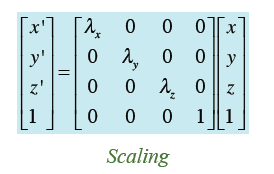 [x'] [λx 0 0 0] [x]
[y'] = [0 λy 0 0] [y]
[z'] [0 0 λz 0] [z]
[1] [0 0 0 1] [1]
Scaling